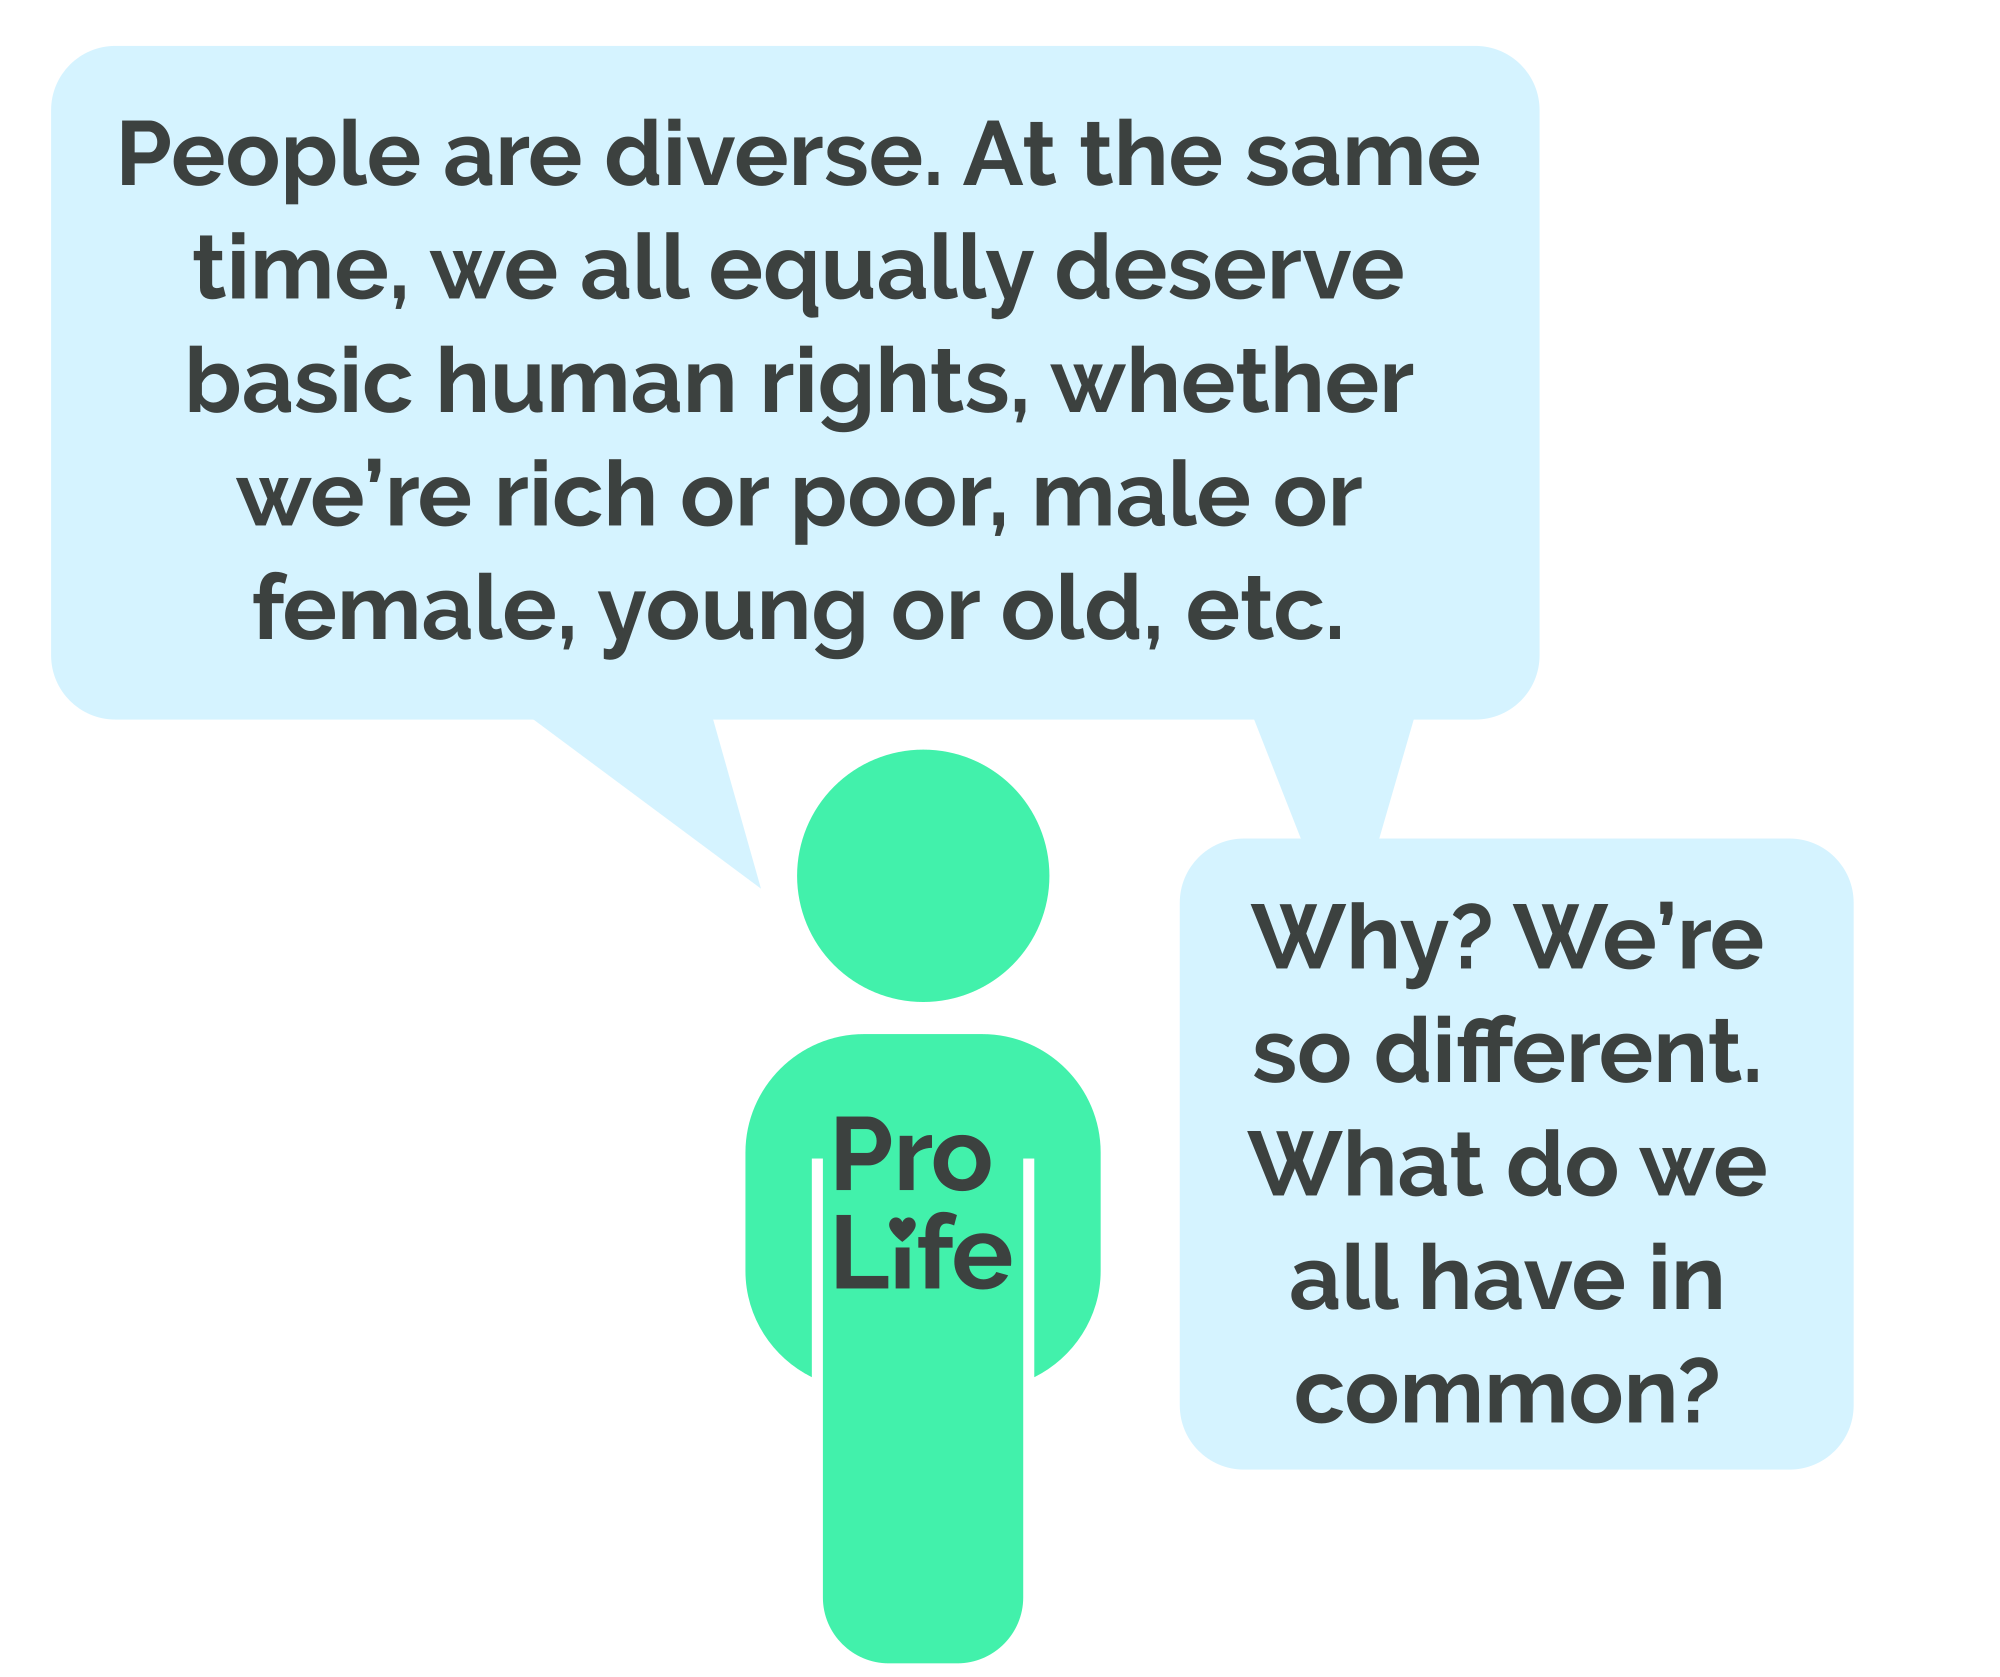 People are diverse. At the same
time, we all equally deserve
basic human rights, whether
we’re rich or poor, male or
female, young or old, etc.
Pro
Life
Why? We’re
so different.
What do we
all have in
common?